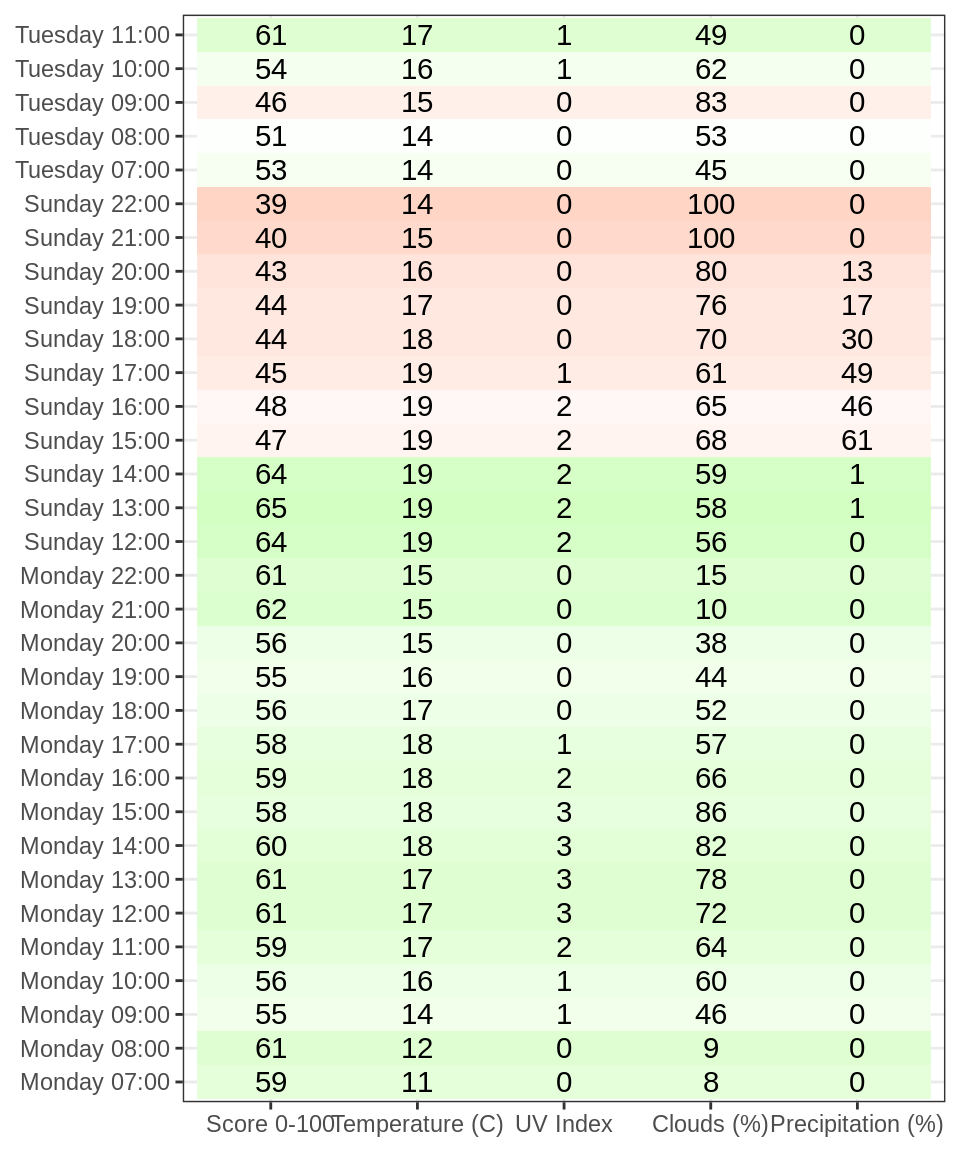 Tuesday 11:00 61 17 1 49 0
Tuesday 10:00 54 16 1 62 0
Tuesday 09:00 46 15 0 83 0
Tuesday 08:00 51 14 0 53 0
Tuesday 07:00 53 14 0 45 0
Sunday 22:00 39 14 0 100 0
Sunday 21:00 40 15 0 100 0
Sunday 20:00 43 16 0 80 13
Sunday 19:00 44 17 0 76 17
Sunday 18:00 44 18 0 70 30
Sunday 17:00 45 19 1 61 49
Sunday 16:00 48 19 2 65 46
Sunday 15:00 47 19 2 68 61
Sunday 14:00 64 19 2 59 1
Sunday 13:00 65 19 2 58 1
Sunday 12:00 64 19 2 56 0
Monday 22:00 61 15 0 15 0
Monday 21:00 62 15 0 10 0
Monday 20:00 56 15 0 38 0
Monday 19:00 55 16 0 44 0
Monday 18:00 56 17 0 52 0
Monday 17:00 58 18 1 57 0
Monday 16:00 59 18 2 66 0
Monday 15:00 58 18 3 86 0
Monday 14:00 60 18 3 82 0
Monday 13:00 61 17 3 78 0
Monday 12:00 61 17 3 72 0
Monday 11:00 59 17 2 64 0
Monday 10:00 56 16 1 60 0
Monday 09:00 55 14 1 46 0
Monday 08:00 61 12 0 9 0
Monday 07:00 59 11 0 8 0
Score 0-100 Temperature (C) UV Index Clouds (%) Precipitation (%)